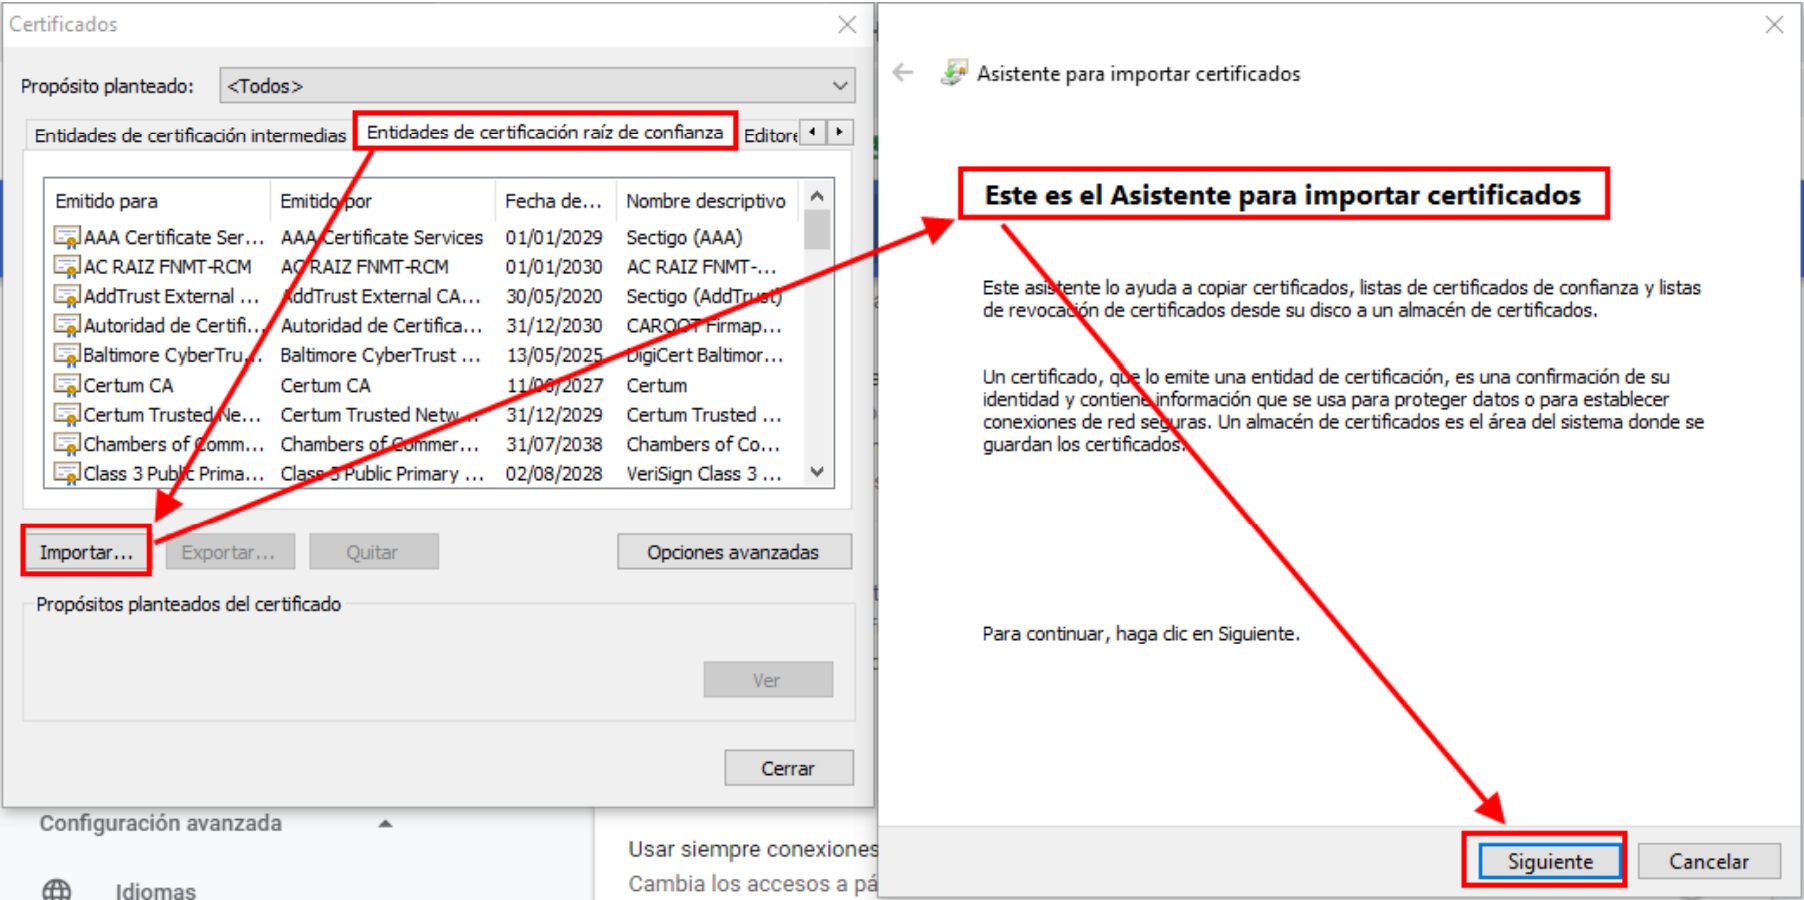 Certificados
Propósito planteado: <Todos>
Entidades de certificación intermedias Entidades de certificación raíz de confianza Editore
Emitido para Emitido por Fecha de... Nombre descriptivo
AAA Certificate Ser... AAA Certificate Services 01/01/2029 Sectigo (AAA)
AC RAIZ FNMT-RCM AC RAIZ FNMT-RCM 01/01/2030 AC RAIZ FNMT-...
AddTrust External ... AddTrust External CA... 30/05/2020 Sectigo (AddTrust)
Autoridad de Certifi... Autoridad de Certifica... 31/12/2030 CAROOT Firmap...
Baltimore CyberTru... Baltimore CyberTrust ... 13/05/2025 DigiCert Baltimor...
Certum CA Certum CA 11/06/2027 Certum
Certum Trusted Ne... Certum Trusted Netw... 31/12/2029 Certum Trusted ...
Chambers of Comm... Chambers of Commer... 31/07/2038 Chambers of Co...
Class 3 Public Prima... Class 3 Public Primary ... 02/08/2028 VeriSign Class 3 ...
Importar... Exportar... Quitar Opciones avanzadas
Propósitos planteados del certificado
Ver
Cerrar
Configuración avanzada
Idiomas
Usar siempre conexiones
Cambia los accesos a pá
Asistente para importar certificados
Este es el Asistente para importar certificados
Este asistente lo ayuda a copiar certificados, listas de certificados de confianza y listas
de revocación de certificados desde su disco a un almacén de certificados.
Un certificado, que lo emite una entidad de certificación, es una confirmación de su
identidad y contiene información que se usa para proteger datos o para establecer
conexiones de red seguras. Un almacén de certificados es el área del sistema donde se
guardan los certificados.
Para continuar, haga clic en Siguiente.
Siguiente Cancelar